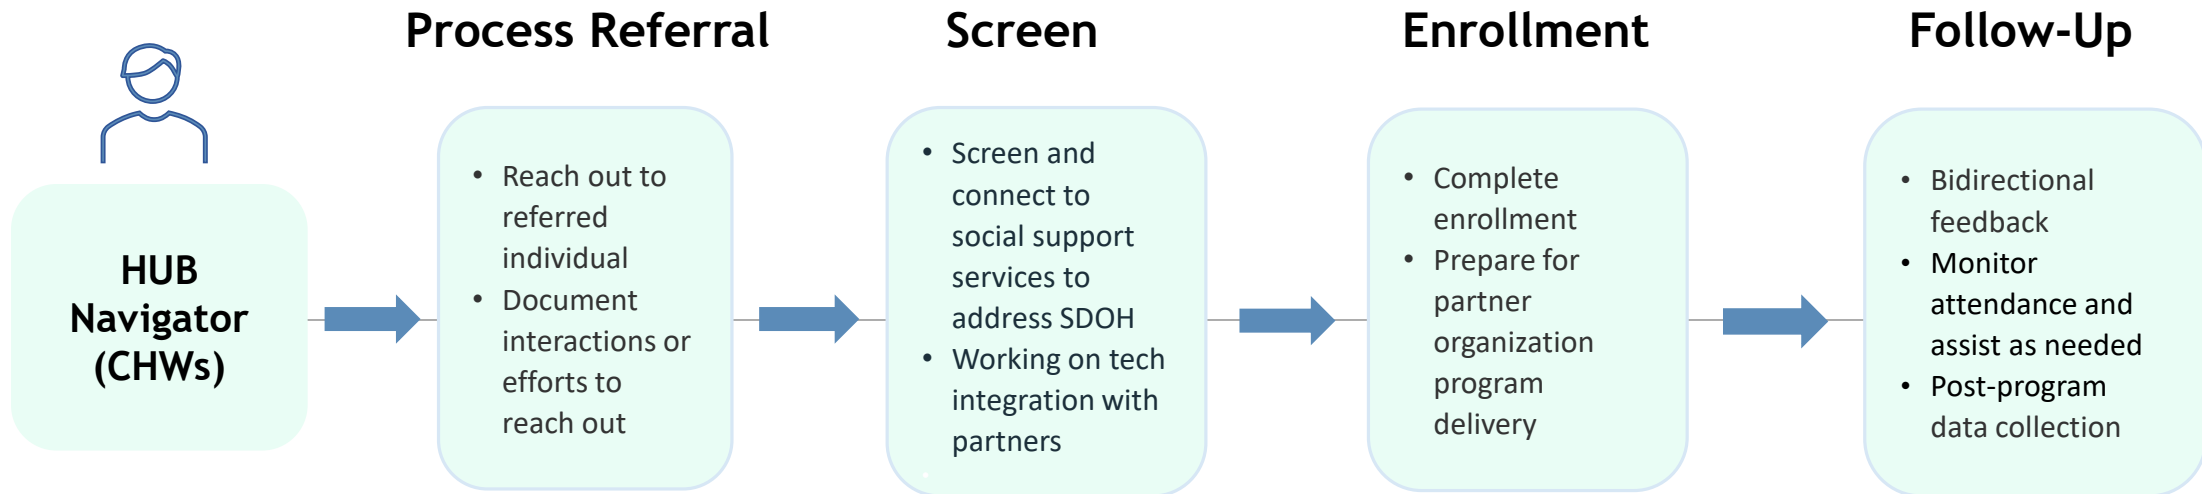 Process Referral
Screen
Enrollment
Follow-Up
HUB
Navigator
(CHWs)
• Reach out to
referred
individual
• Document
interactions or
efforts to
reach out
• Screen and
connect to
social support
services to
address SDOH
• Working on tech
integration with
partners
• Complete
enrollment
• Prepare for
partner
organization
program
delivery
• Bidirectional
feedback
• Monitor
attendance and
assist as needed
• Post-program
data collection